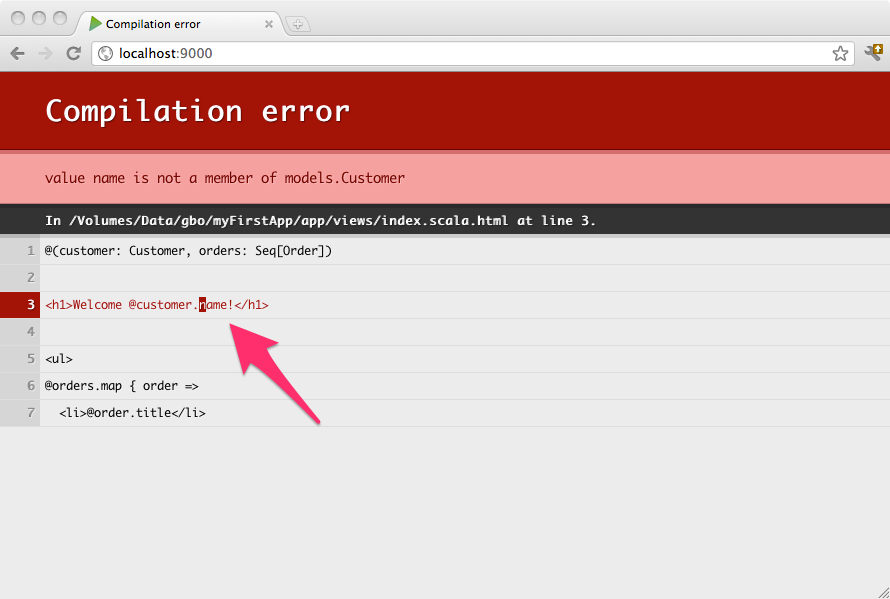 Compilation error
localhost:9000
Compilation error
value name is not a member of models.Customer
In /Volumes/Data/gbo/myFirstApp/app/views/index.scala.html at line 3.
1 @(customer: Customer, orders: Seq[Order])
2
3 <h1>Welcome @customer.name!</h1>
4
5 <ul>
6 @orders.map { order =>
7 <li>@order.title</li>